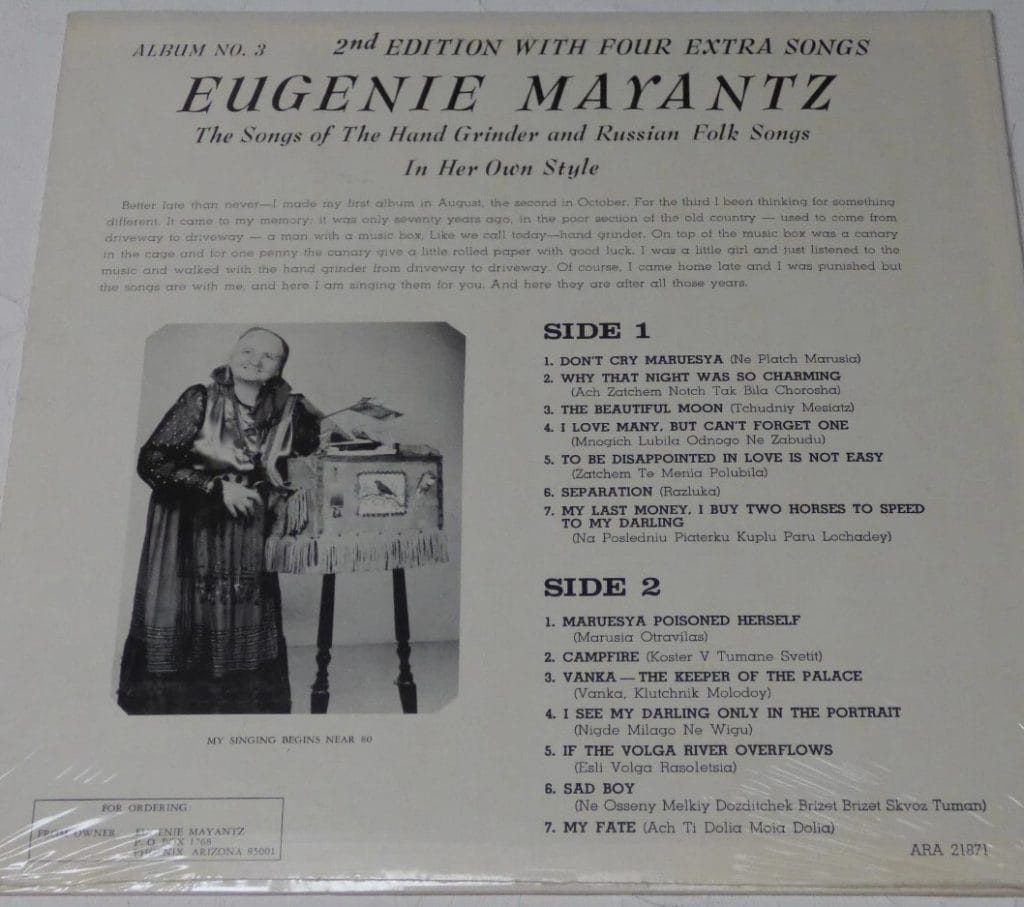 ALBUM NO. 3 2nd EDITION WITH FOUR EXTRA SONGS
EUGENIE MAYANTZ
The Songs of The Hand Grinder and Russian Folk Songs
In Her Own Style
Better late than never—I made my first album in August, the second in October. For the third I been thinking for something
different. It came to my memory: it was only seventy years ago, in the poor section of the old country — used to come from
driveway to driveway — a man with a music box. Like we call today—hand grinder. On top of the music box was a canary
in the cage and for one penny the canary give a little rolled paper with good luck. I was a little girl and just listened to the
music and walked with the hand grinder from driveway to driveway. Of course, I came home late and I was punished but
the songs are with me, and here I am singing them for you. And here they are after all those years.
MY SINGING BEGINS NEAR 80
SIDE 1
1. DON'T CRY MARUESYA (Ne Platch Marusia)
2. WHY THAT NIGHT WAS SO CHARMING
(Ach Zatchem Notch Tak Bila Chorosha)
3. THE BEAUTIFUL MOON (Tchudniy Mesiatz)
4. I LOVE MANY, BUT CAN'T FORGET ONE
(Mnogich Lubila Odnogo Ne Zabudu)
5. TO BE DISAPPOINTED IN LOVE IS NOT EASY
(Zatchem Te Menia Polubila)
6. SEPARATION (Razluka)
7. MY LAST MONEY, I BUY TWO HORSES TO SPEED
TO MY DARLING
(Na Posledniu Piaterku Kuplu Paru Lochadey)
SIDE 2
1. MARUESYA POISONED HERSELF
(Marusia Otravilas)
2. CAMPFIRE (Koster V Tumane Svetit)
3. VANKA — THE KEEPER OF THE PALACE
(Vanka, Klutchnik Molodoy)
4. I SEE MY DARLING ONLY IN THE PORTRAIT
(Nigde Milago Ne Wigu)
5. IF THE VOLGA RIVER OVERFLOWS
(Esli Volga Rasoletsia)
6. SAD BOY
(Ne Osseny Melkiy Dozditchek Brizet Brizet Skvoz Tuman)
7. MY FATE (Ach Ti Dolia Moia Dolia)
FOR ORDERING:
FROM OWNER EUGENIE MAYANTZ
P. O. BOX 1768
PHOENIX, ARIZONA 85001
ARA 21871